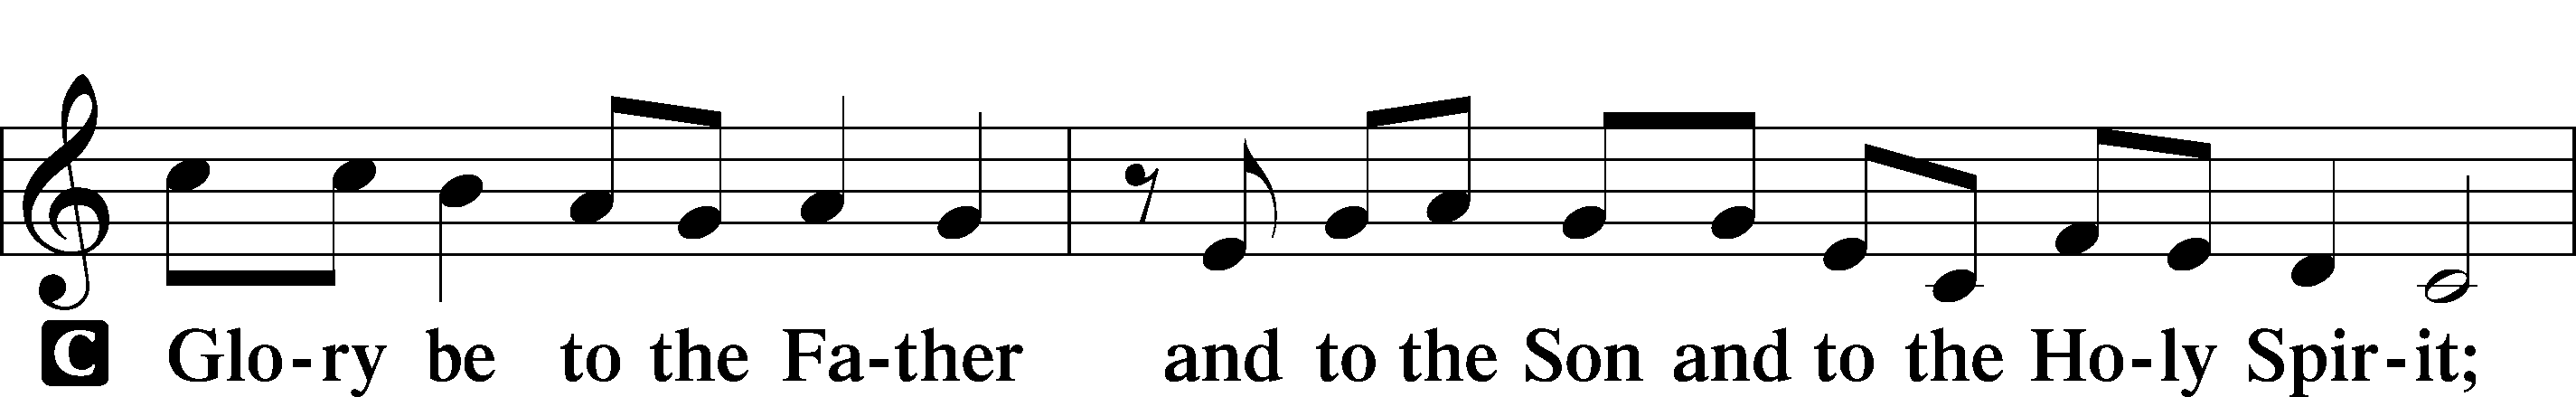 C Glo-ry be to the Fa-ther and to the Son and to the Ho-ly Spir-it;